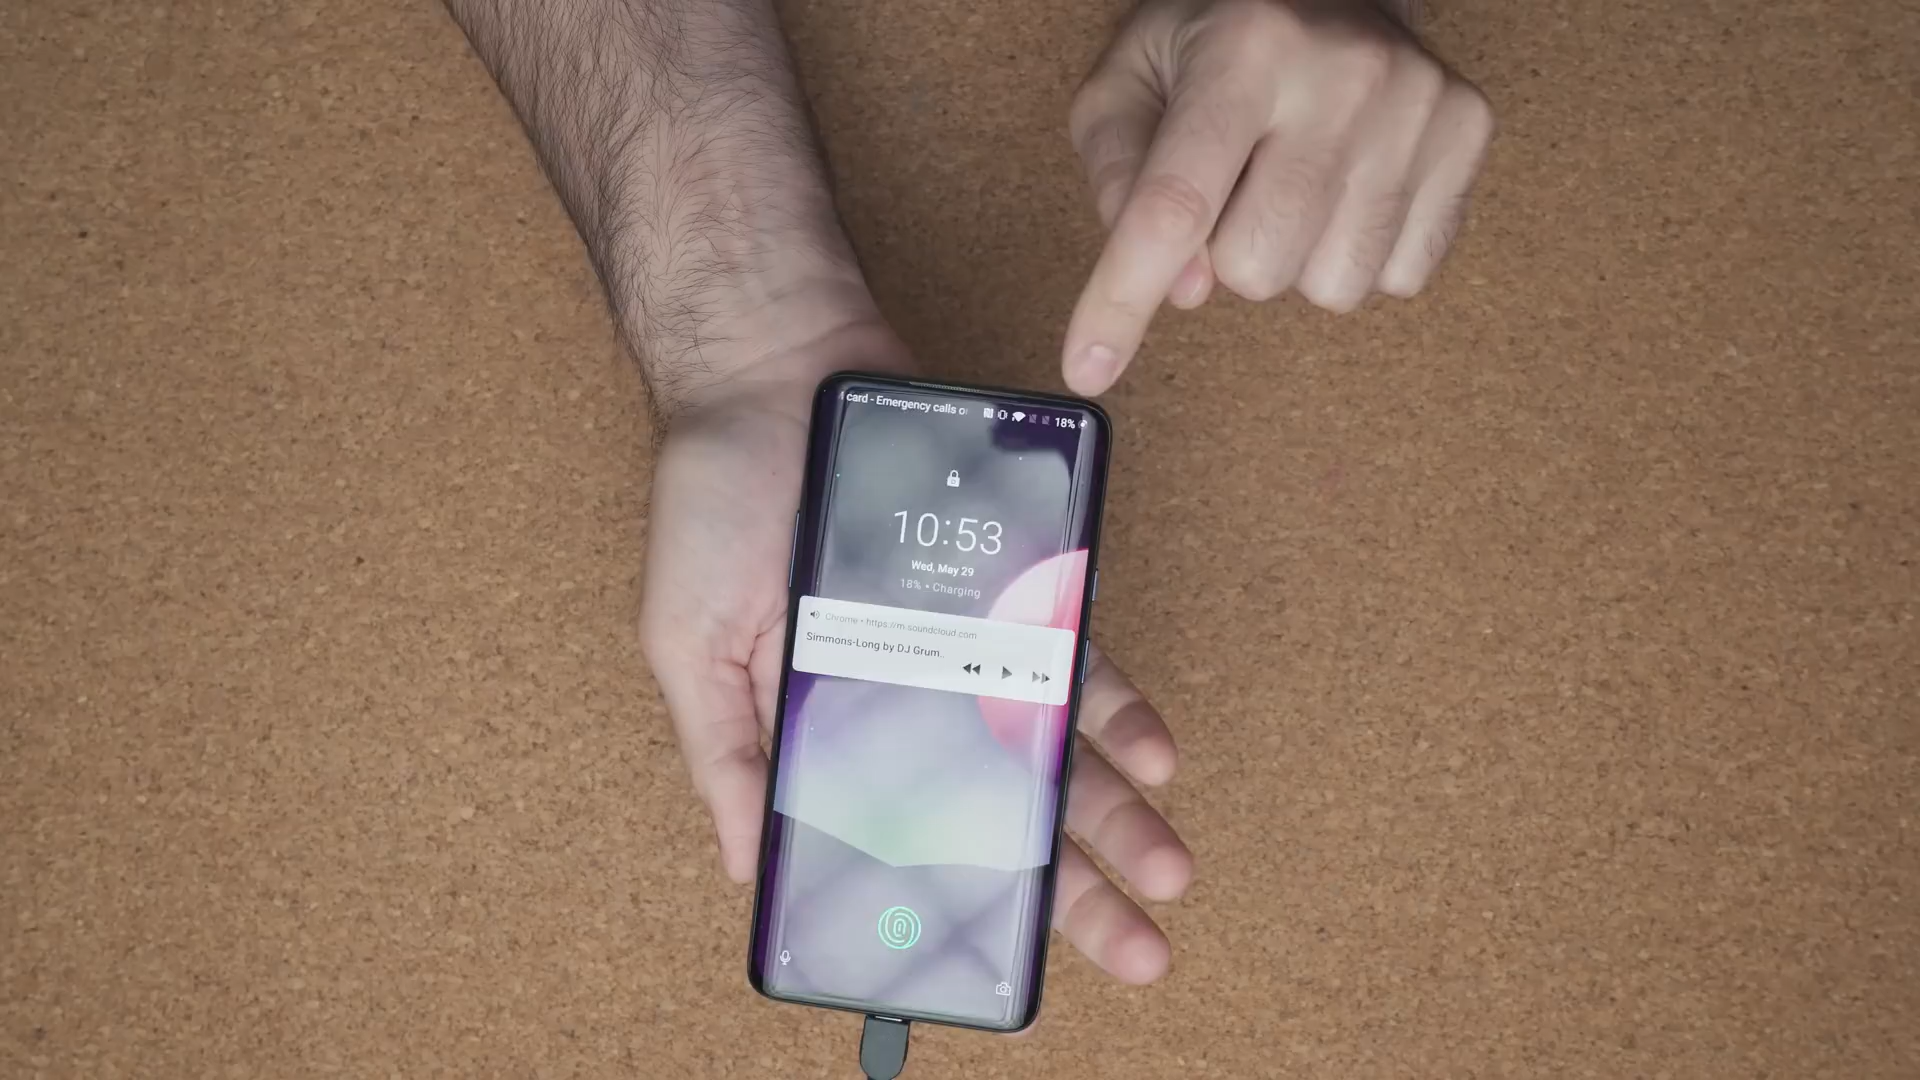 card - Emergency calls o
18%
10:53
Wed, May 29
18% • Charging
Chrome • https://m.soundcloud.com
Simmons-Long by DJ Grum..